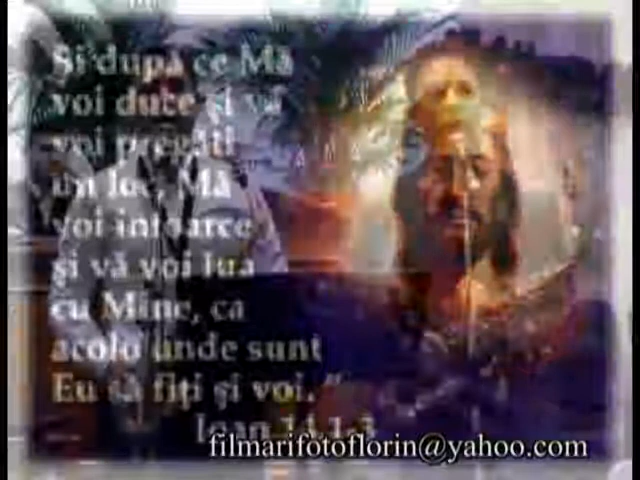 Şi după ce Mă
voi duce şi vă
voi pregăti
un loc, Mă
voi întoarce
şi vă voi lua
cu Mine, ca
acolo unde sunt
Eu să fiţi şi voi.”
Ioan 14,1-3
filmarifotoflorin@yahoo.com